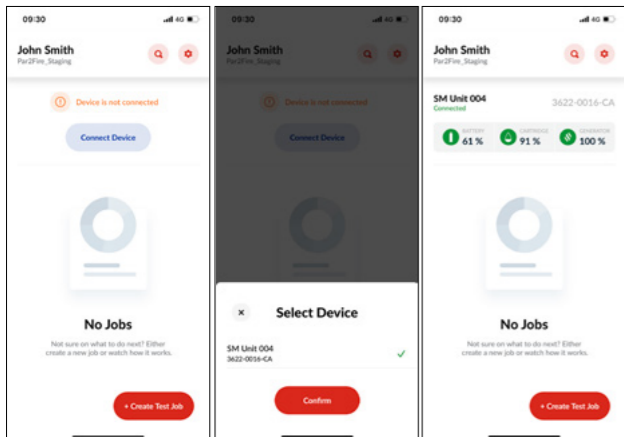 09:30
4G
John Smith
Par2Fire_Staging
Device is not connected
Connect Device
No Jobs
Not sure on what to do next? Either
create a new job or watch how it works.
+ Create Test Job
09:30
4G
John Smith
Par2Fire_Staging
Device is not connected
Connect Device
Select Device
SM Unit 004
3622-0016-CA
Confirm
09:30
4G
John Smith
Par2Fire_Staging
SM Unit 004
3622-0016-CA
Connected
BATTERY
61 %
CARTRIDGE
91 %
GENERATOR
100 %
No Jobs
Not sure on what to do next? Either
create a new job or watch how it works.
+ Create Test Job